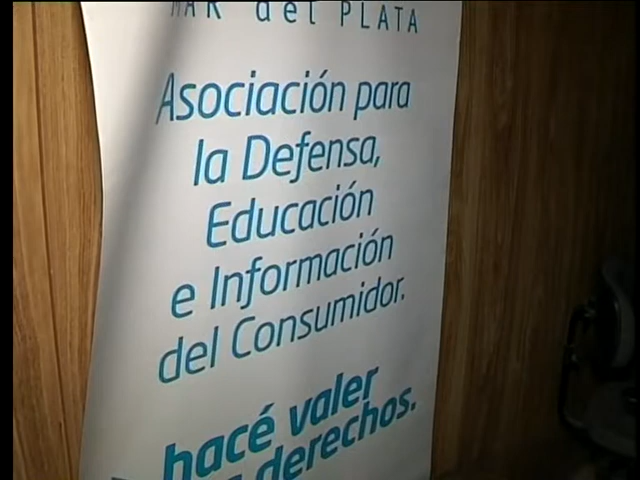 MAR del PLATA
Asociación para
la Defensa,
Educación
e Información
del Consumidor.
hacé valer
derechos.